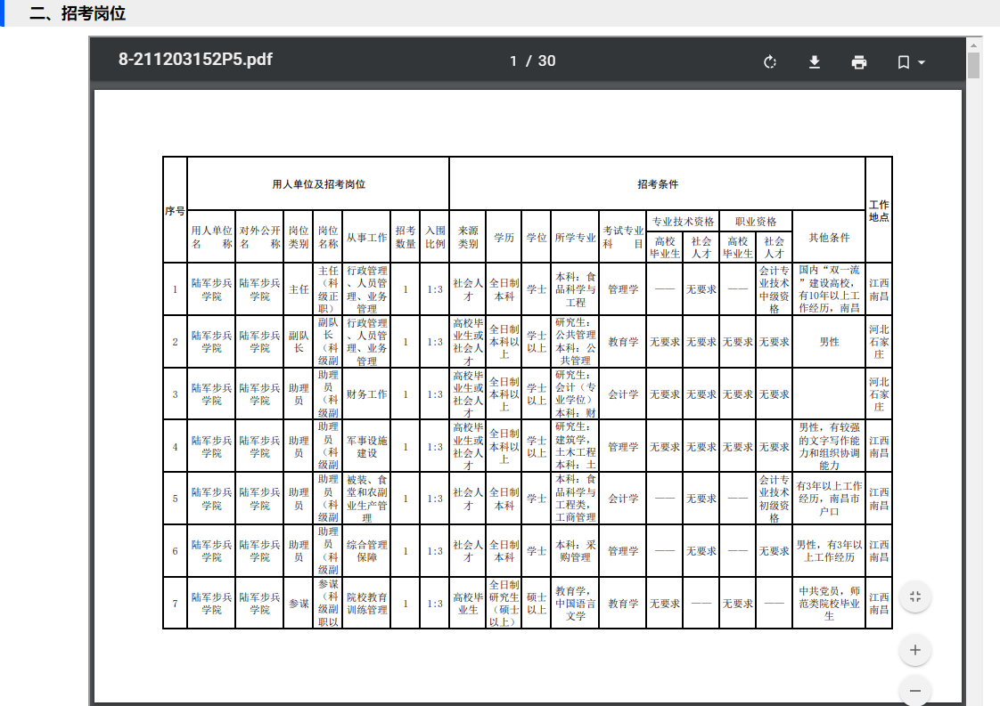 二、招考岗位
8-211203152P5.pdf
1 / 30
用人单位及招考岗位
招考条件
序号
工作
地点
用人单位
名 称
对外公开
名 称
岗位
类别
岗位
名称
从事工作
招考
数量
入围
比例
来源
类别
学历
学位
所学专业
考试专业
科 目
专业技术资格
职业资格
高校
毕业生
社会
人才
高校
毕业生
社会
人才
其他条件
1
陆军步兵
学院
陆军步兵
学院
主任
主任
（科
级正
职）
行政管理
、人员管
理、业务
管理
1
1:3
社会人
才
全日制
本科
学士
本科：食
品科学与
工程
管理学
——
无要求
——
会计专
业技术
中级资
格
国内“双一流
”建设高校，
有10年以上工
作经历，南昌
江西
南昌
2
陆军步兵
学院
陆军步兵
学院
副队
长
副队
长
（科
级副
行政管理
、人员管
理、业务
管理
1
1:3
高校毕
业生或
社会人
才
全日制
本科以
上
学士
以上
研究生：
公共管理
本科：公
共管理
教育学
无要求
无要求
无要求
无要求
男性
河北
石家
庄
3
陆军步兵
学院
陆军步兵
学院
助理
员
助理
员
（科
级副
财务工作
1
1:3
高校毕
业生或
社会人
才
全日制
本科以
上
学士
以上
研究生：
会计（专
业学位）
本科：财
会计学
无要求
无要求
无要求
无要求
河北
石家
庄
4
陆军步兵
学院
陆军步兵
学院
助理
员
助理
员
（科
级副
军事设施
建设
1
1:3
高校毕
业生或
社会人
才
全日制
本科以
上
学士
以上
研究生：
建筑学，
土木工程
本科：土
管理学
无要求
无要求
无要求
无要求
男性，有较强
的文字写作能
力和组织协调
能力
江西
南昌
5
陆军步兵
学院
陆军步兵
学院
助理
员
助理
员
（科
级副
被装、食
堂和农副
业生产管
理
1
1:3
社会人
才
全日制
本科
学士
本科：食
品科学与
工程类，
工商管理
会计学
——
无要求
——
会计专
业技术
初级资
格
有3年以上工作
经历，南昌市
户口
江西
南昌
6
陆军步兵
学院
陆军步兵
学院
助理
员
助理
员
（科
级副
综合管理
保障
1
1:3
社会人
才
全日制
本科
学士
本科：采
购管理
管理学
——
无要求
——
无要求
男性，有3年以
上工作经历
江西
南昌
7
陆军步兵
学院
陆军步兵
学院
参谋
参谋
（科
级副
职以
院校教育
训练管理
1
1:3
高校毕
业生
全日制
研究生
（硕士
以上）
硕士
以上
教育学，
中国语言
文学
教育学
无要求
——
无要求
——
中共党员，师
范类院校毕业
生
江西
南昌